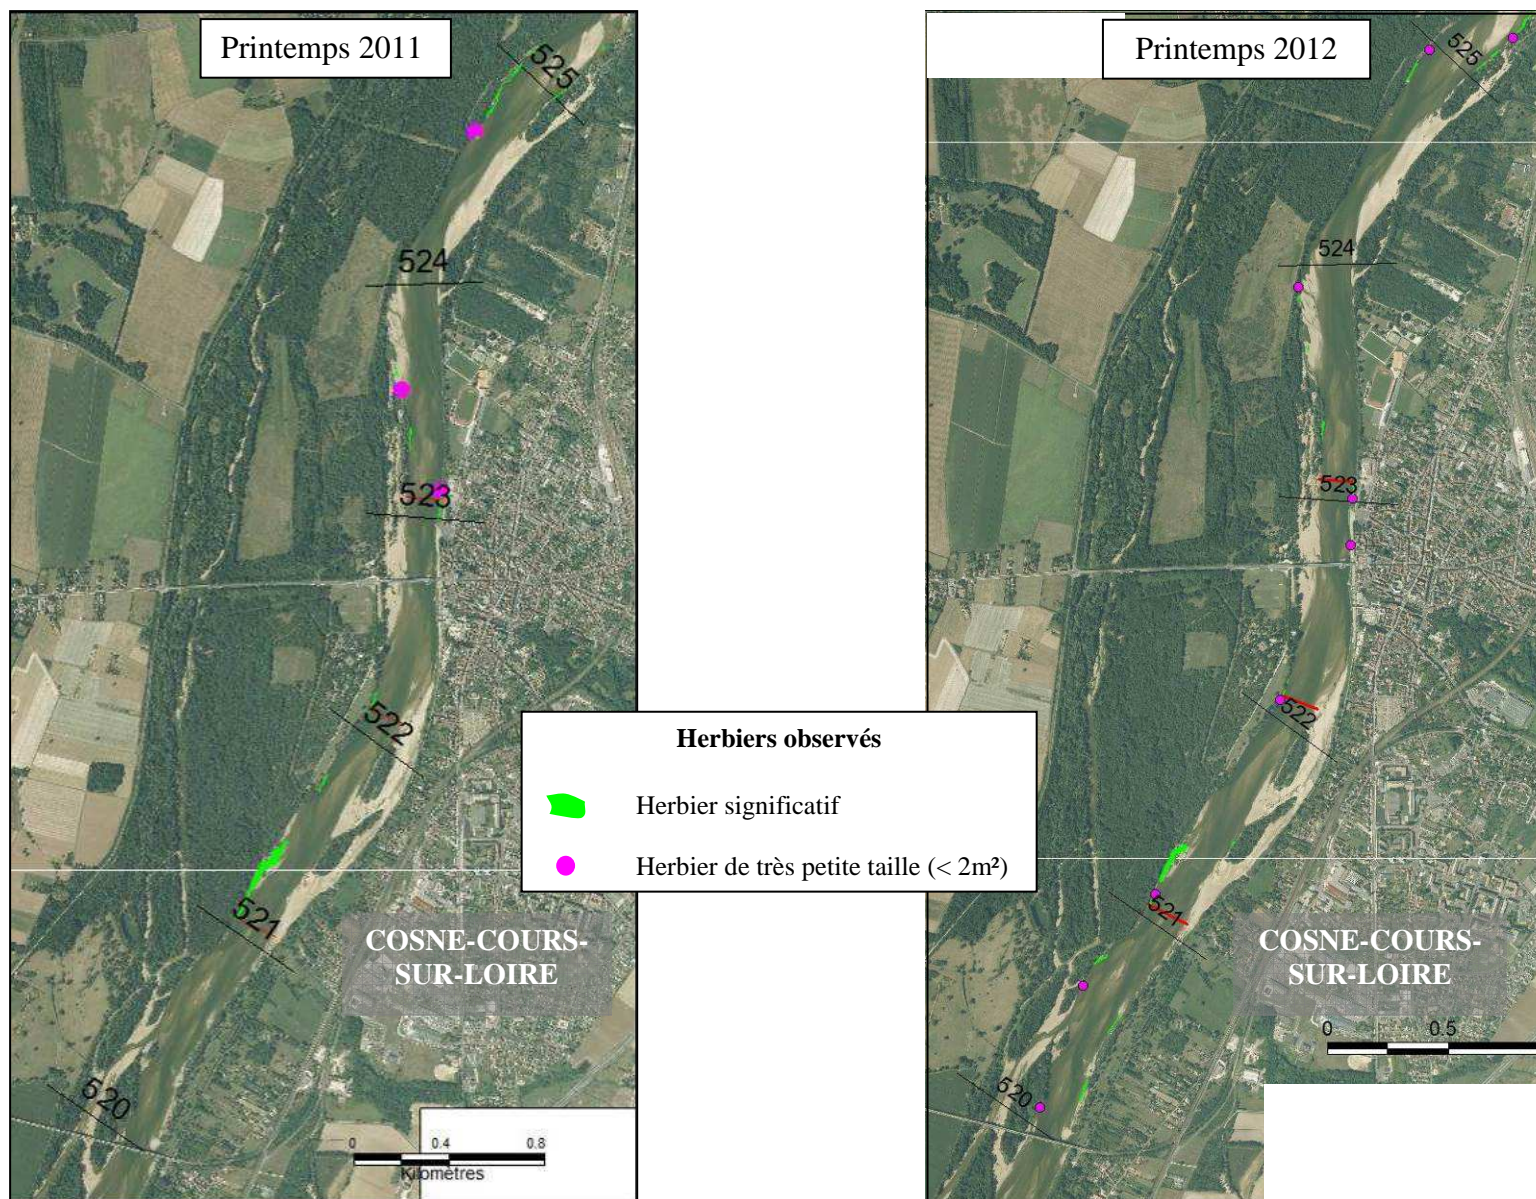 Printemps 2011
525
524
523
522
521
COSNE-COURS-
SUR-LOIRE
520
0 0.4 0.8
Kilomètres
Herbiers observés
Herbier significatif
Herbier de très petite taille (< 2m²)
Printemps 2012
525
524
523
522
521
COSNE-COURS-
SUR-LOIRE
0 0.5
520